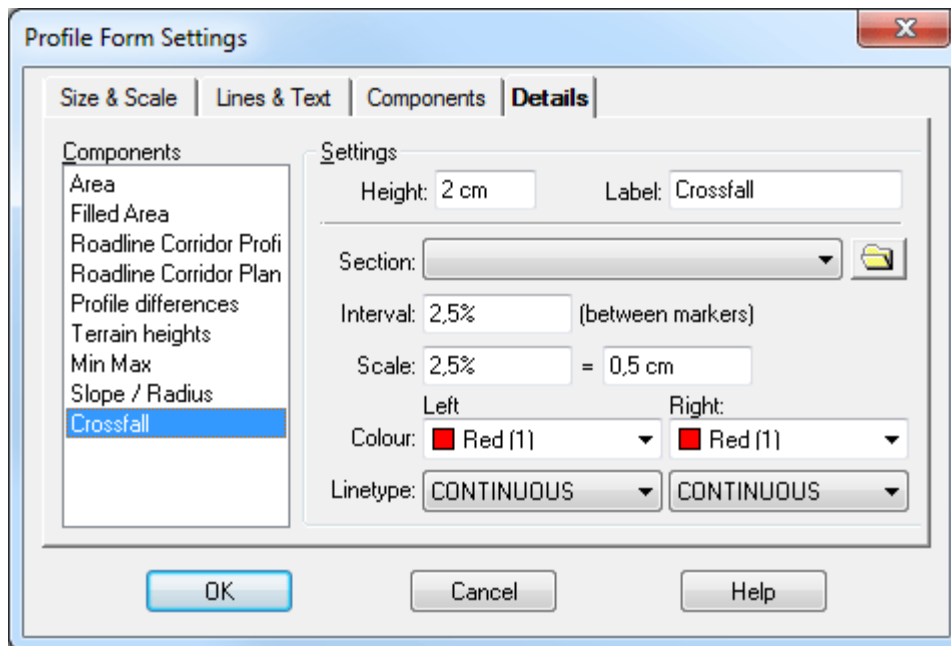 Profile Form Settings
Size & Scale
Lines & Text
Components
Details
Components
Area
Filled Area
Roadline Corridor Profi
Roadline Corridor Plan
Profile differences
Terrain heights
Min Max
Slope / Radius
Crossfall
Settings
Height: 2 cm Label: Crossfall
Section:
Interval: 2,5% (between markers)
Scale: 2,5% = 0,5 cm
Left Right:
Colour: Red (1) Red (1)
Linetype: CONTINUOUS CONTINUOUS
OK Cancel Help